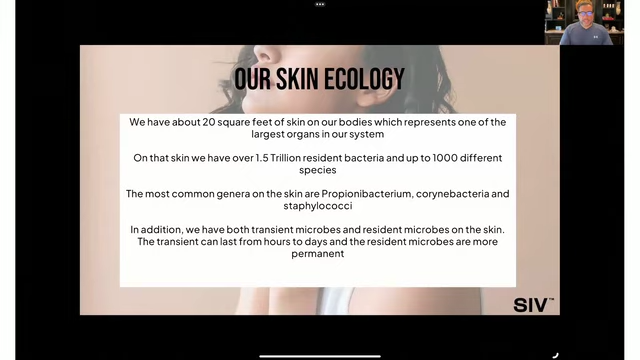 OUR SKIN ECOLOGY
We have about 20 square feet of skin on our bodies which represents one of the
largest organs in our system
On that skin we have over 1.5 Trillion resident bacteria and up to 1000 different
species
The most common genera on the skin are Propionibacterium, corynebacteria and
staphylococci
In addition, we have both transient microbes and resident microbes on the skin.
The transient can last from hours to days and the resident microbes are more
permanent
SIV™